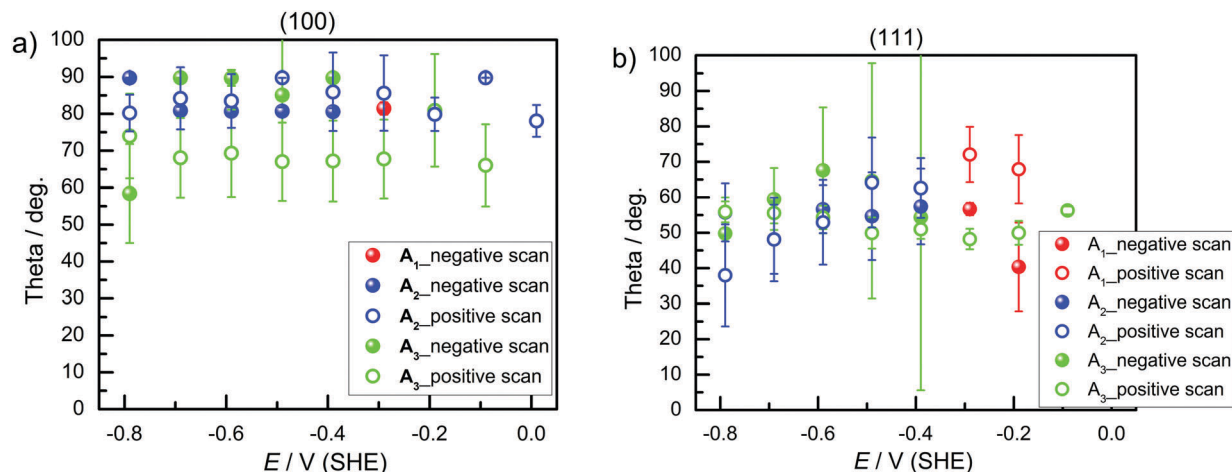 a)
(100)
100
90
80
70
60
50
40
30
20
10
0
Theta / deg.
-0.8
-0.6
-0.4
-0.2
0.0
E / V (SHE)
A1_negative scan
A2_negative scan
A2_positive scan
A3_negative scan
A3_positive scan
b)
(111)
100
90
80
70
60
50
40
30
20
10
0
Theta / deg.
-0.8
-0.6
-0.4
-0.2
0.0
E / V (SHE)
A1_negative scan
A1_positive scan
A2_negative scan
A2_positive scan
A3_negative scan
A3_positive scan